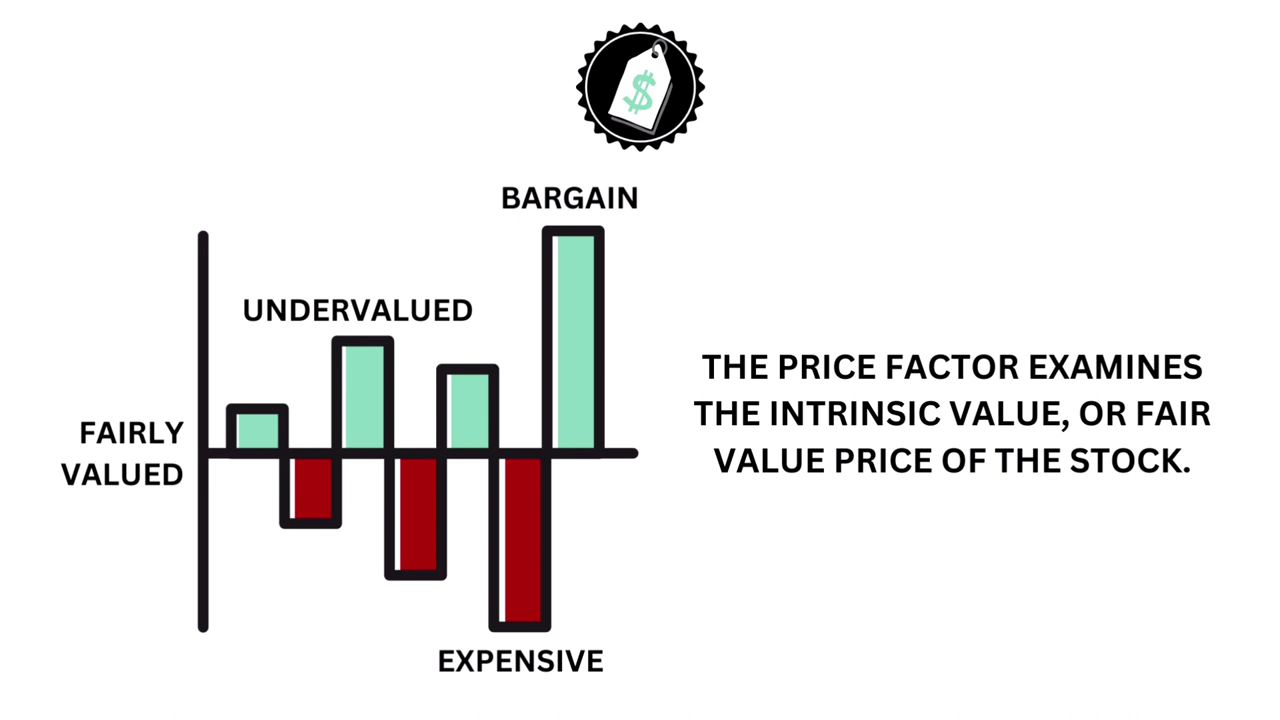 BARGAIN
UNDERVALUED
FAIRLY
VALUED
EXPENSIVE
$
THE PRICE FACTOR EXAMINES
THE INTRINSIC VALUE, OR FAIR
VALUE PRICE OF THE STOCK.